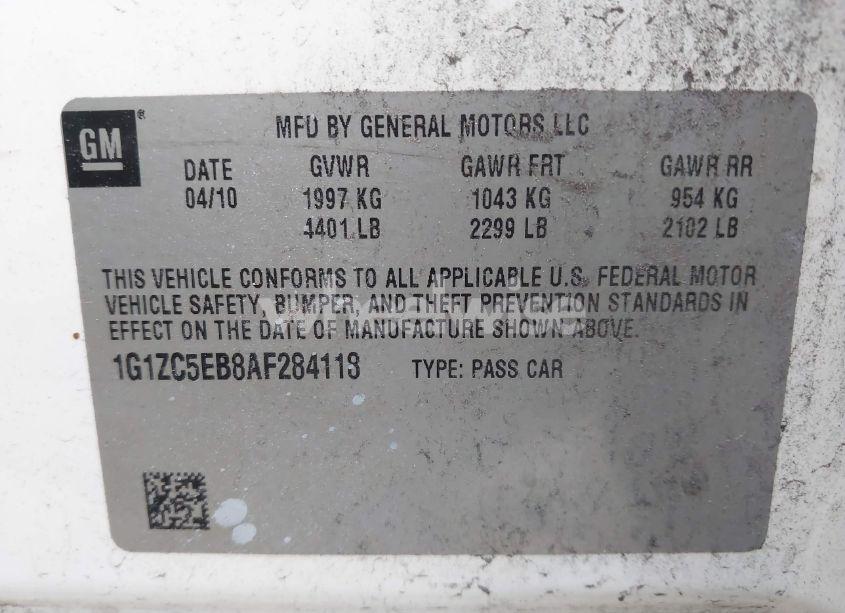 GM ®
MFD BY GENERAL MOTORS LLC
DATE GVWR GAWR FRT GAWR RR
04/10 1997 KG 1043 KG 954 KG
4401 LB 2299 LB 2102 LB
THIS VEHICLE CONFORMS TO ALL APPLICABLE U.S. FEDERAL MOTOR
VEHICLE SAFETY, BUMPER, AND THEFT PREVENTION STANDARDS IN
EFFECT ON THE DATE OF MANUFACTURE SHOWN ABOVE.
1G1ZC5EB8AF284113 TYPE: PASS CAR